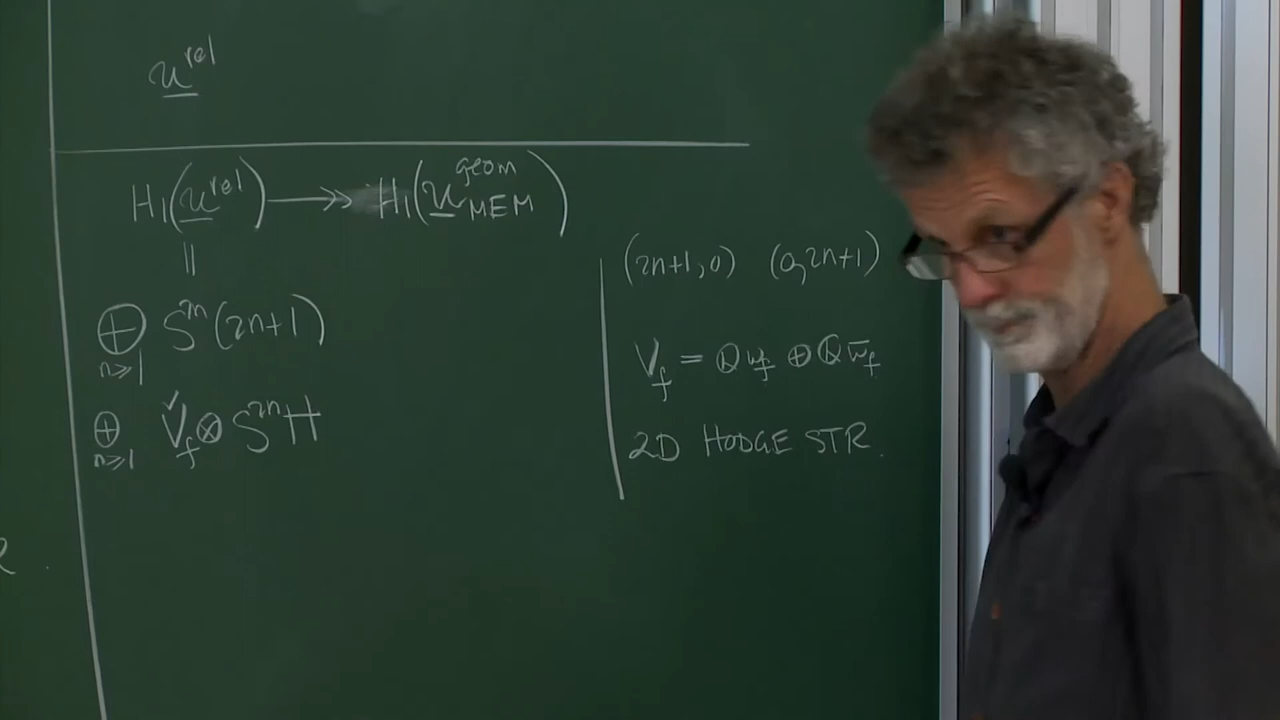 u^rel
H₁(u^rel) ↠ H₁(u^geom_MEM)
||
⊕_{n≥1} S^{2n}(2n+1)
⊕_{n≥1} V̌_f ⊗ S^{2n}H
(2n+1,0) (0,2n+1)
V_f = Qω_f ⊕ Qω̄_f
2D HODGE STR.